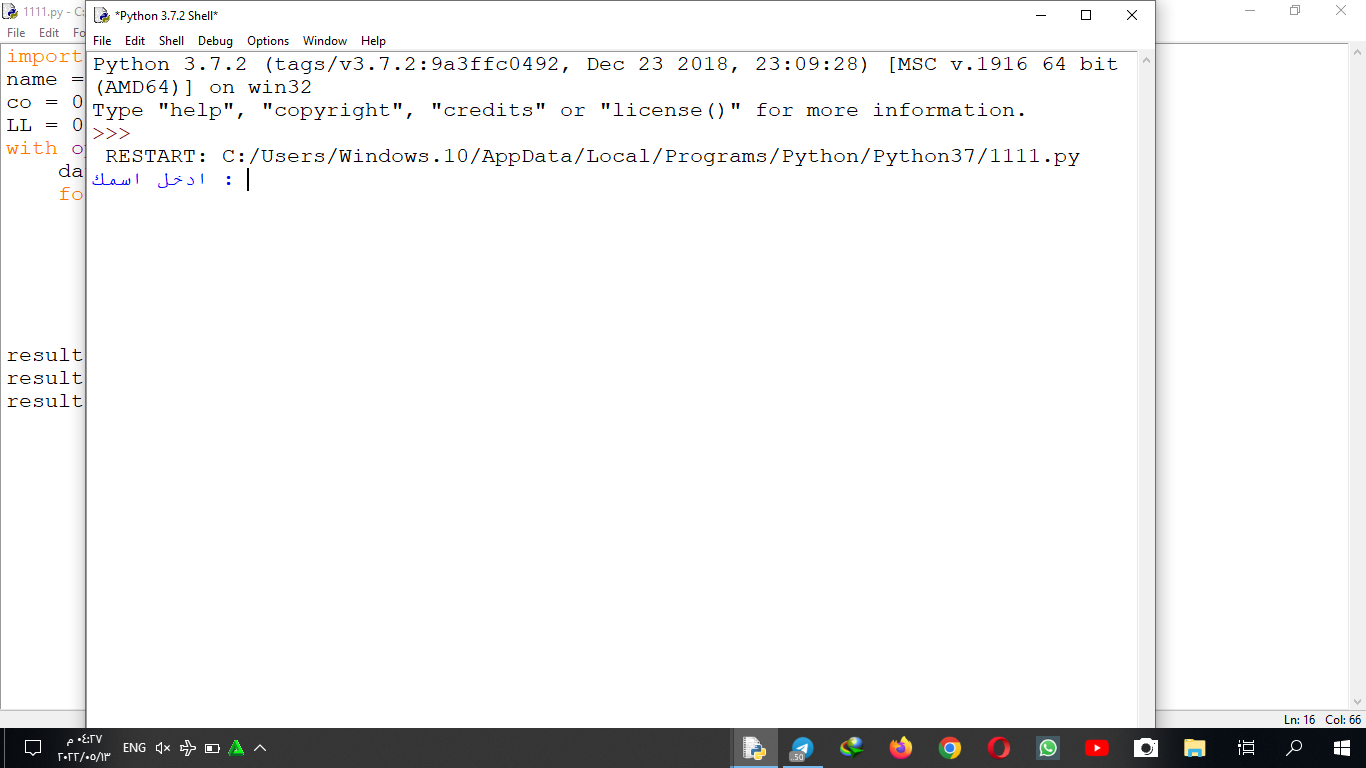 1111.py - C:
File Edit Fo
import
name =
co = 0
LL = 0
with o
da
fo
result
result
result
*Python 3.7.2 Shell*
File Edit Shell Debug Options Window Help
Python 3.7.2 (tags/v3.7.2:9a3ffc0492, Dec 23 2018, 23:09:28) [MSC v.1916 64 bit
(AMD64)] on win32
Type "help", "copyright", "credits" or "license()" for more information.
>>>
RESTART: C:/Users/Windows.10/AppData/Local/Programs/Python/Python37/1111.py
ادخل اسمك :
Ln: 16 Col: 66
٠٤:٢٧ م
٢٠٢٢/٠٥/١٣
ENG
50